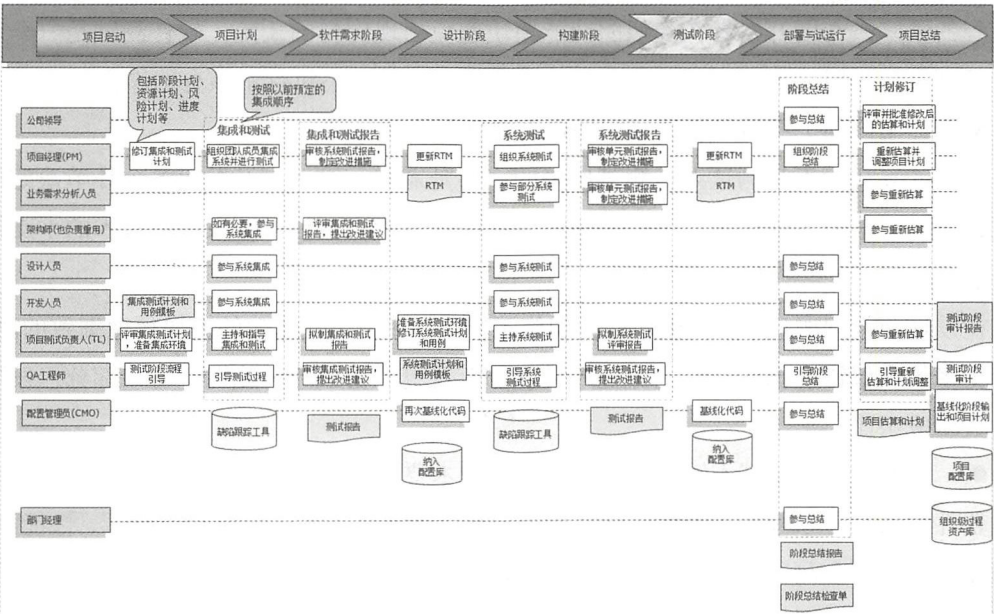 项目启动
项目计划
软件需求阶段
设计阶段
构建阶段
测试阶段
部署与试运行
项目总结
包括阶段计划、
资源计划、风
险计划、进度
计划等
按照以前预定的
集成顺序
阶段总结
计划修订
集成和测试
集成和测试报告
系统测试
系统测试报告
公司领导
参与总结
评审并批准修改后
的估算和计划
项目经理(PM)
修订集成和测试
计划
组织团队成员集成
系统并进行测试
审核系统测试报告,
制定改进措施
更新RTM
组织系统测试
审核单元测试报告,
制定改进措施
更新RTM
组织阶段
总结
重新估算并
调整项目计划
业务需求分析人员
RTM
参与部分系统
测试
审核单元测试报告,
制定改进措施
RTM
参与重新估算
架构师(也负责重用)
如有必要,参与
系统集成
评审集成和测试
报告,提出改进建议
参与重新估算
设计人员
参与系统集成
参与系统测试
参与总结
开发人员
集成测试计划和
用例模板
参与系统集成
参与系统测试
参与总结
测试阶段
审计报告
项目测试负责人(TL)
评审集成测试计划
,准备集成环境
主持和指导
集成和测试
拟制集成和测试
报告
准备系统测试环境
修订系统测试计划
和用例
主持系统测试
拟制系统测试
评审报告
参与总结
参与重新估算
QA工程师
测试阶段流程
引导
引导测试过程
审核集成测试报告,
提出改进建议
系统测试计划和
用例模板
引导系统
测试过程
审核系统测试报告,
提出改进建议
引导阶段
总结
引导重新
估算和计划调整
测试阶段
审计
配置管理员(CMO)
缺陷跟踪工具
测试报告
再次基线化代码
缺陷跟踪工具
测试报告
基线化代码
参与总结
项目估算和计划
基线化阶段输
出和项目计划
纳入
配置库
纳入
配置库
项目
配置库
部门经理
参与总结
组织级过程
资产库
阶段总结报告
阶段总结检查单